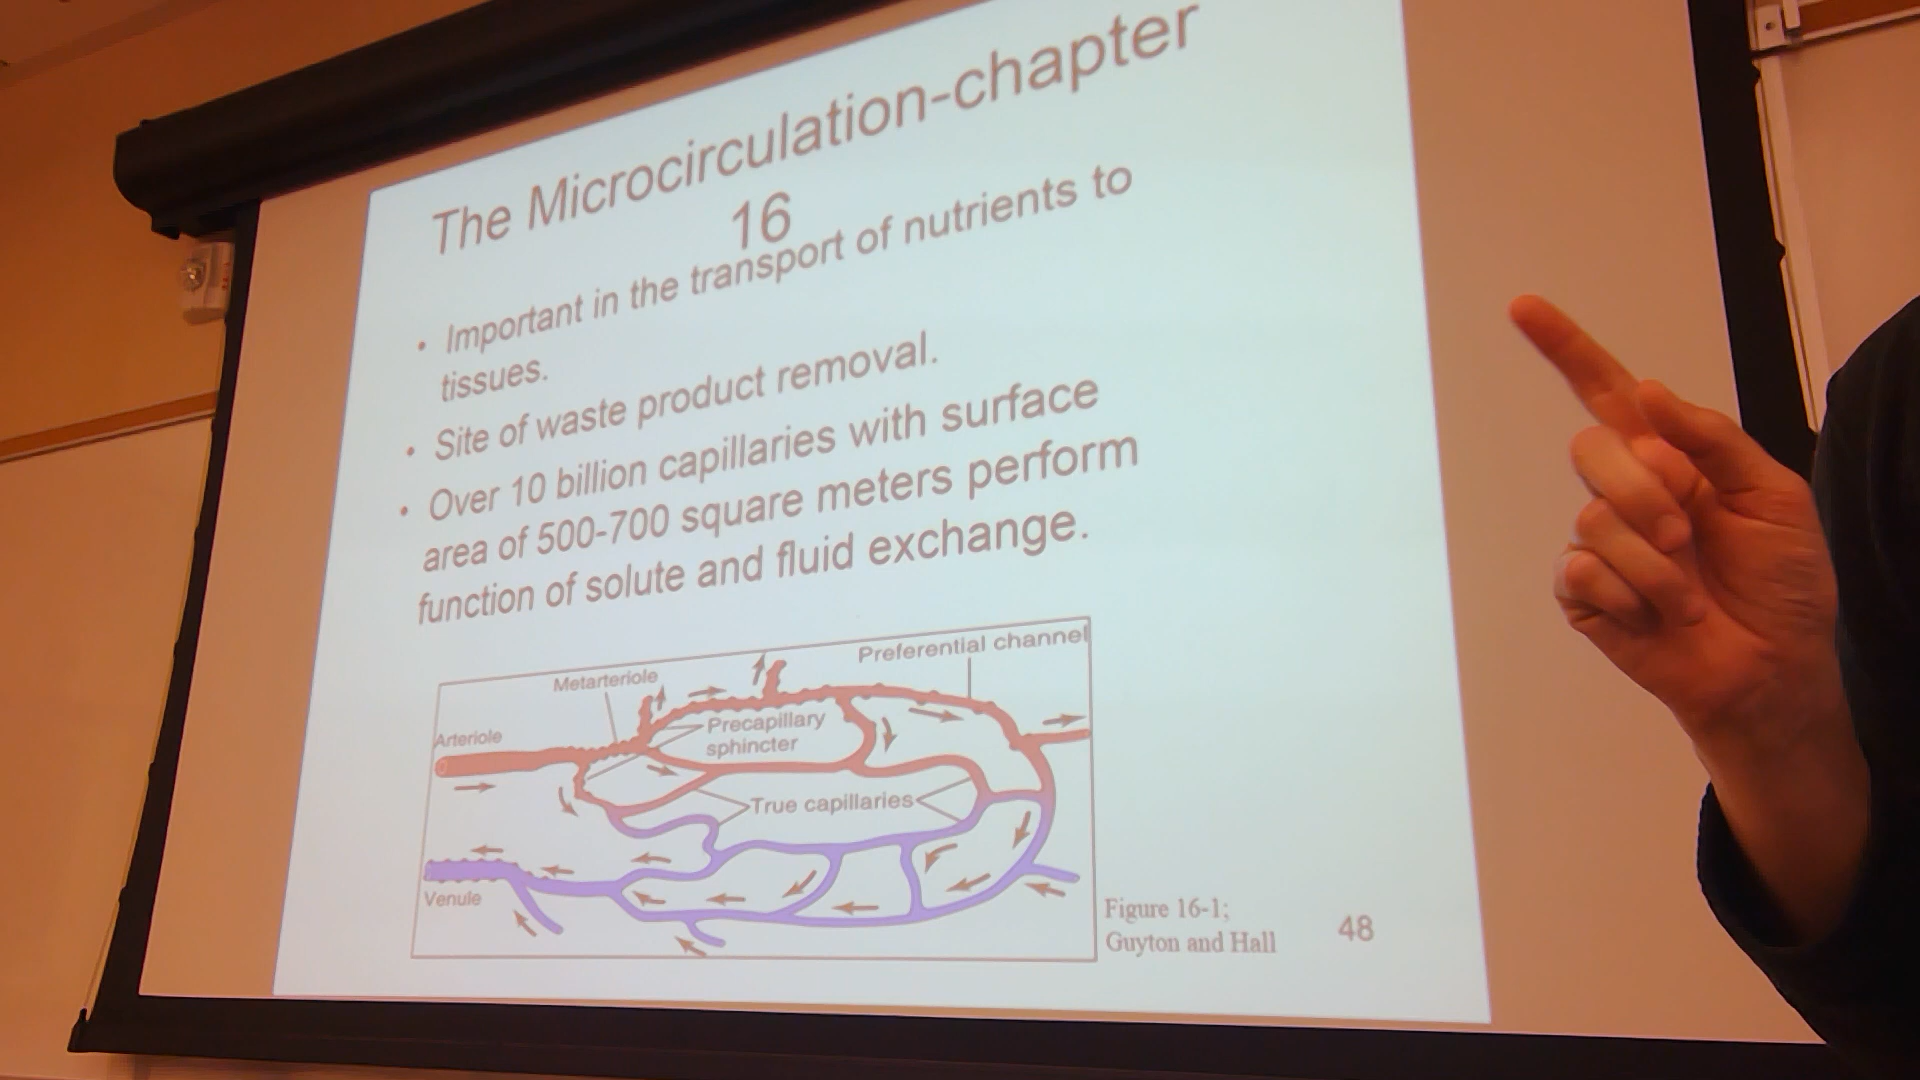 The Microcirculation-chapter
16
• Important in the transport of nutrients to
tissues.
• Site of waste product removal.
• Over 10 billion capillaries with surface
area of 500-700 square meters perform
function of solute and fluid exchange.
Preferential channel
Metarteriole
Precapillary
sphincter
Arteriole
True capillaries
Venule
Figure 16-1;
Guyton and Hall
48